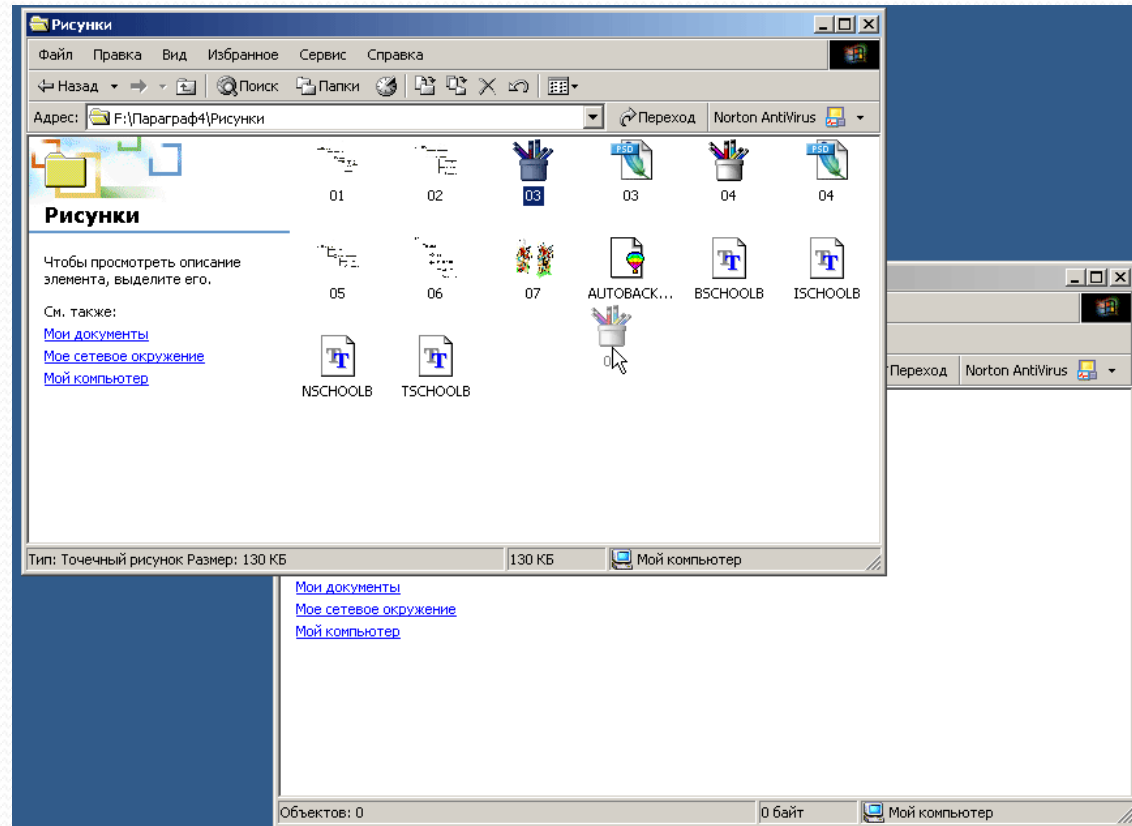 Рисунки
Файл Правка Вид Избранное Сервис Справка
Назад Поиск Папки
Адрес: F:\Параграф4\Рисунки Переход Norton AntiVirus
Рисунки
Чтобы просмотреть описание
элемента, выделите его.
См. также:
Мои документы
Мое сетевое окружение
Мой компьютер
01 02 03 03 04 04
PSD PSD
05 06 07 AUTOBACK... BSCHOOLB ISCHOOLB
NSCHOOLB TSCHOOLB
Тип: Точечный рисунок Размер: 130 КБ 130 КБ Мой компьютер
Переход Norton AntiVirus
Мои документы
Мое сетевое окружение
Мой компьютер
Объектов: 0 0 байт Мой компьютер